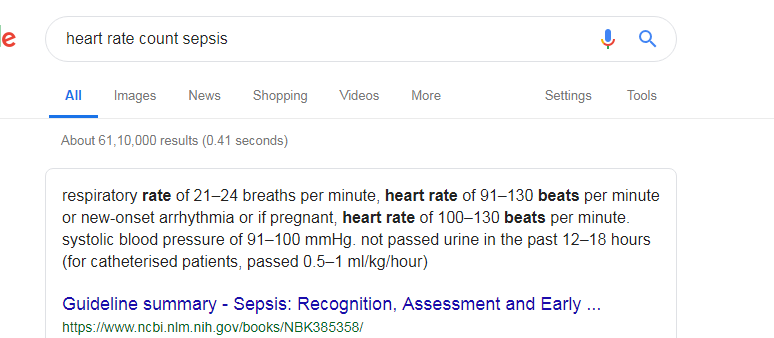 e
heart rate count sepsis
All Images News Shopping Videos More Settings Tools
About 61,10,000 results (0.41 seconds)
respiratory rate of 21–24 breaths per minute, heart rate of 91–130 beats per minute
or new-onset arrhythmia or if pregnant, heart rate of 100–130 beats per minute.
systolic blood pressure of 91–100 mmHg. not passed urine in the past 12–18 hours
(for catheterised patients, passed 0.5–1 ml/kg/hour)
Guideline summary - Sepsis: Recognition, Assessment and Early ...
https://www.ncbi.nlm.nih.gov/books/NBK385358/